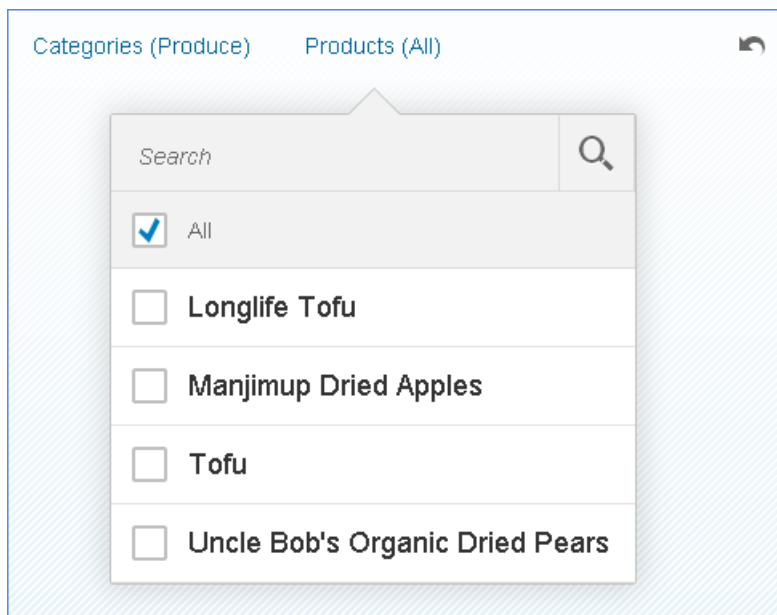 Categories (Produce) Products (All)
Search
All
Longlife Tofu
Manjimup Dried Apples
Tofu
Uncle Bob's Organic Dried Pears